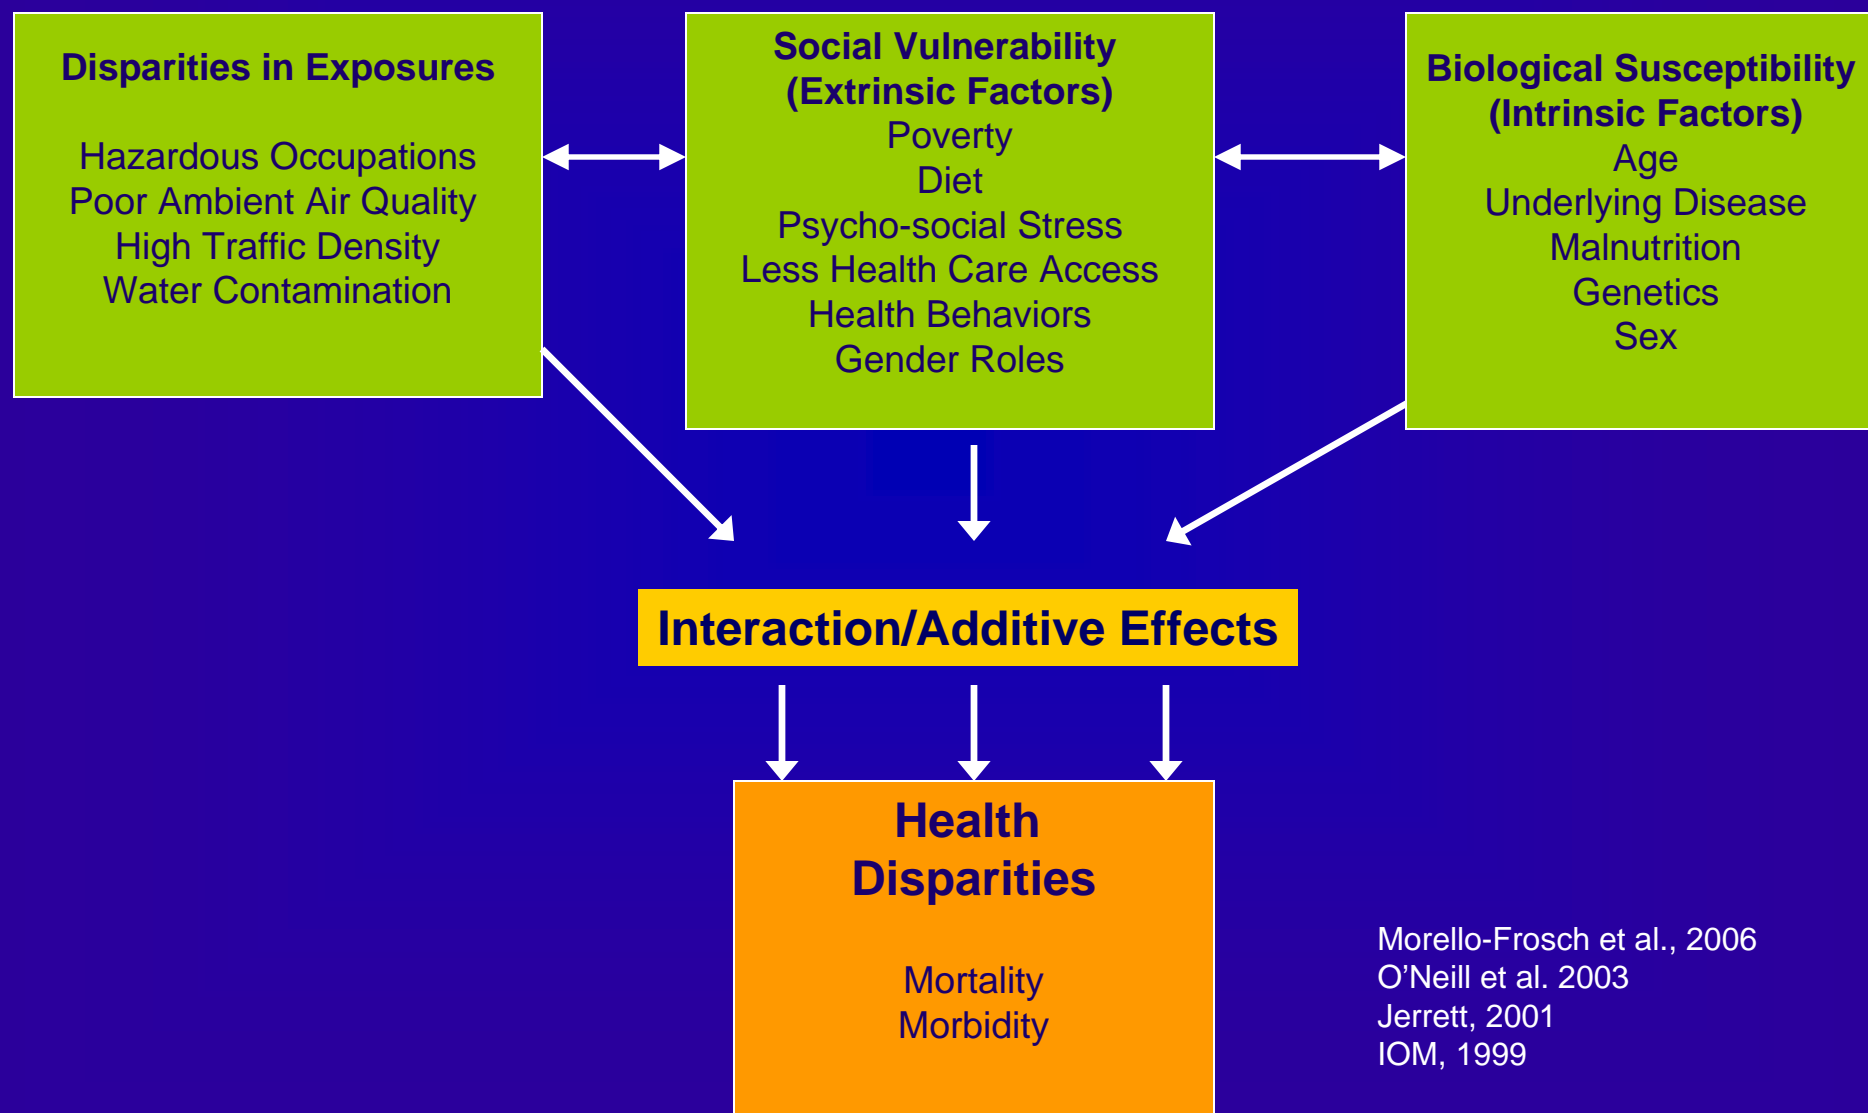 Disparities in Exposures
Hazardous Occupations
Poor Ambient Air Quality
High Traffic Density
Water Contamination
Social Vulnerability
(Extrinsic Factors)
Poverty
Diet
Psycho-social Stress
Less Health Care Access
Health Behaviors
Gender Roles
Biological Susceptibility
(Intrinsic Factors)
Age
Underlying Disease
Malnutrition
Genetics
Sex
Interaction/Additive Effects
Health
Disparities
Mortality
Morbidity
Morello-Frosch et al., 2006
O’Neill et al. 2003
Jerrett, 2001
IOM, 1999